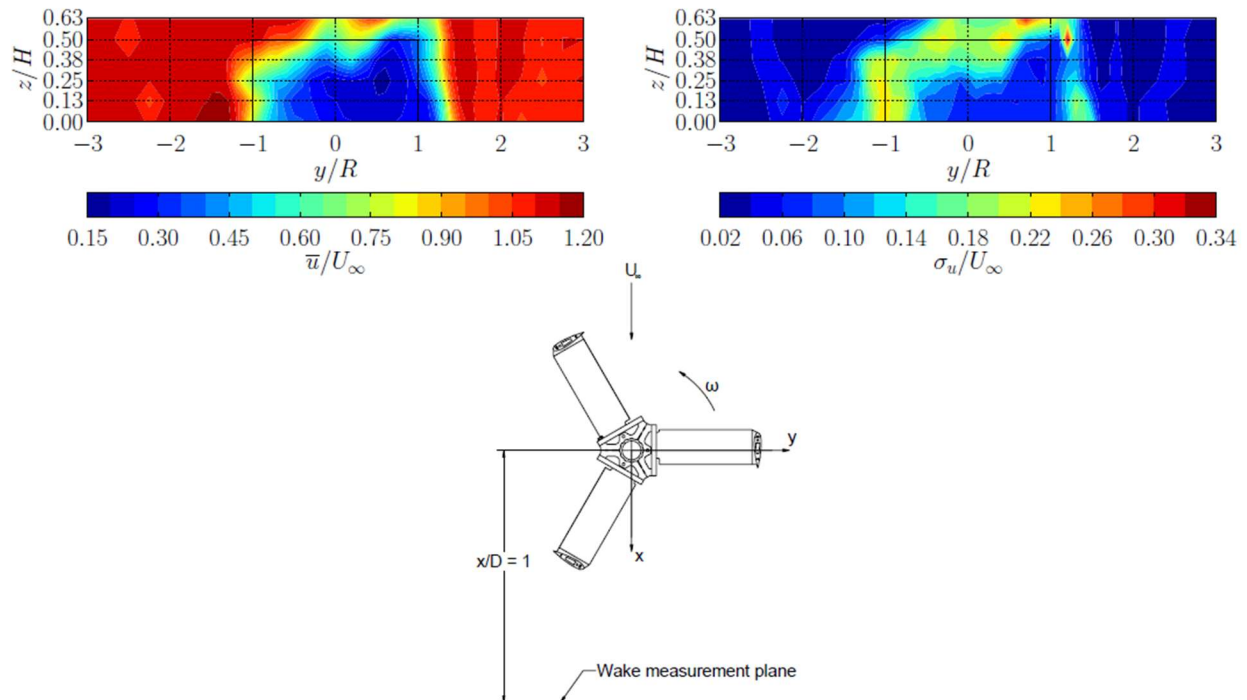 0.63
0.50
0.38
0.25
0.13
0.00
z/H
−3 −2 −1 0 1 2 3
y/R
0.15 0.30 0.45 0.60 0.75 0.90 1.05 1.20
u̅/U∞
0.63
0.50
0.38
0.25
0.13
0.00
z/H
−3 −2 −1 0 1 2 3
y/R
0.02 0.06 0.10 0.14 0.18 0.22 0.26 0.30 0.34
σu/U∞
U∞
ω
y
x
x/D = 1
Wake measurement plane